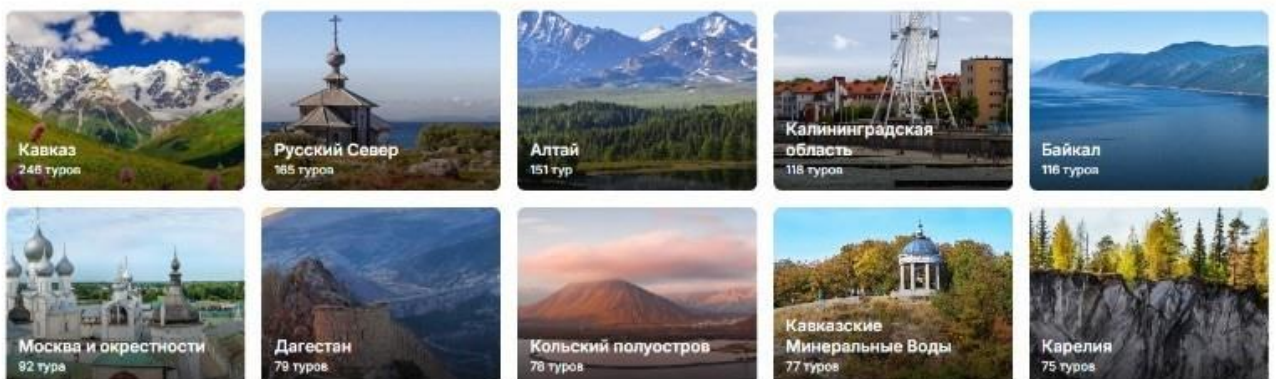 Кавказ
246 туров
Русский Север
165 туров
Алтай
151 тур
Калининградская
область
118 туров
Байкал
116 туров
Москва и окрестности
92 тура
Дагестан
79 туров
Кольский полуостров
78 туров
Кавказские
Минеральные Воды
77 туров
Карелия
75 туров